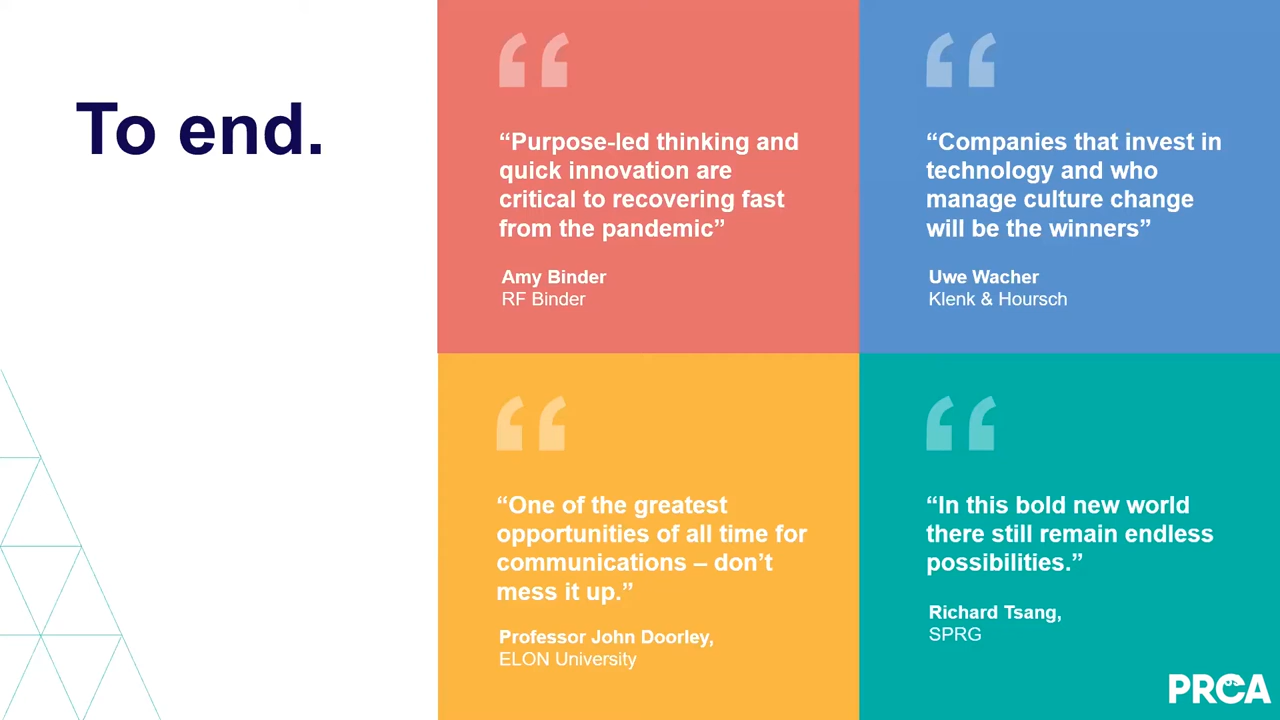 To end.
“Purpose-led thinking and
quick innovation are
critical to recovering fast
from the pandemic”
Amy Binder
RF Binder
“Companies that invest in
technology and who
manage culture change
will be the winners”
Uwe Wacher
Klenk & Hoursch
“One of the greatest
opportunities of all time for
communications – don’t
mess it up.”
Professor John Doorley,
ELON University
“In this bold new world
there still remain endless
possibilities.”
Richard Tsang,
SPRG
PRCA